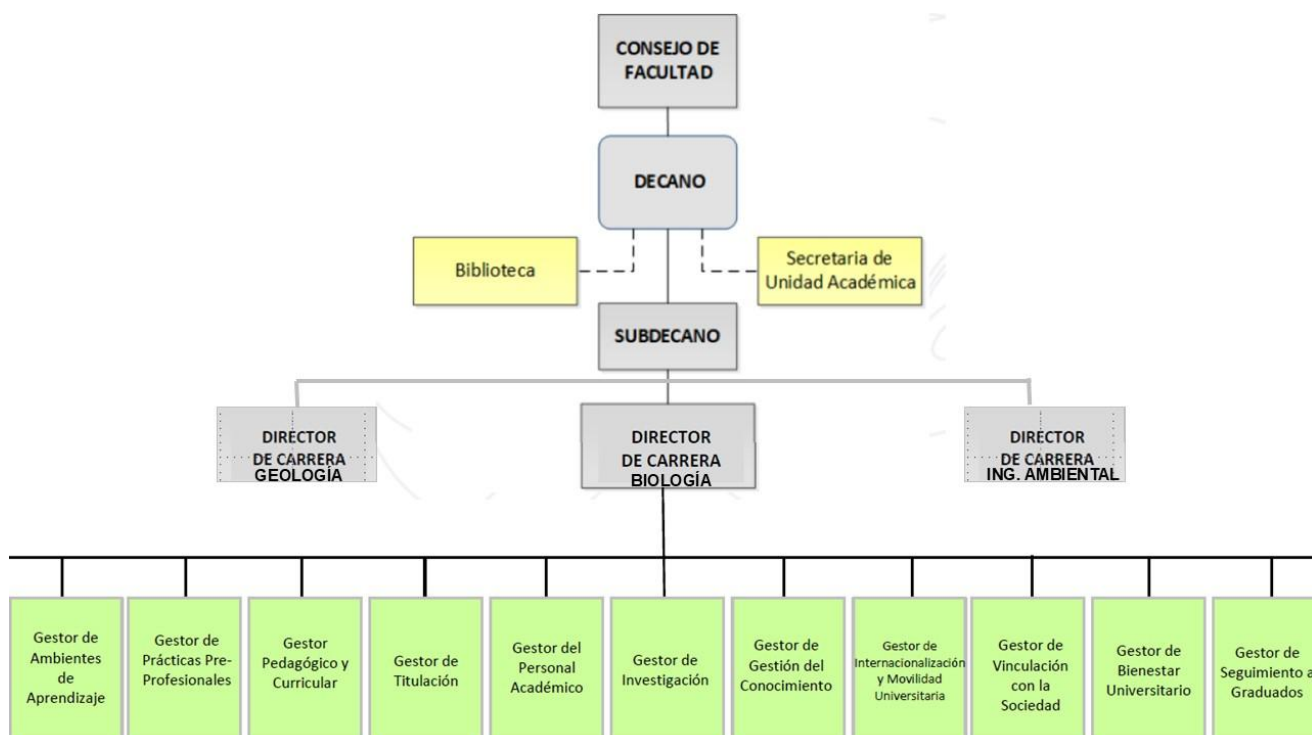 CONSEJO DE
FACULTAD
DECANO
Biblioteca
Secretaria de
Unidad Académica
SUBDECANO
DIRECTOR
DE CARRERA
GEOLOGÍA
DIRECTOR
DE CARRERA
BIOLOGÍA
DIRECTOR
DE CARRERA
ING. AMBIENTAL
Gestor de
Ambientes
de
Aprendizaje
Gestor de
Prácticas Pre-
Profesionales
Gestor
Pedagógico y
Curricular
Gestor de
Titulación
Gestor del
Personal
Académico
Gestor de
Investigación
Gestor de
Gestión del
Conocimiento
Gestor de
Internacionalización
y Movilidad
Universitaria
Gestor de
Vinculación
con la
Sociedad
Gestor de
Bienestar
Universitario
Gestor de
Seguimiento a
Graduados